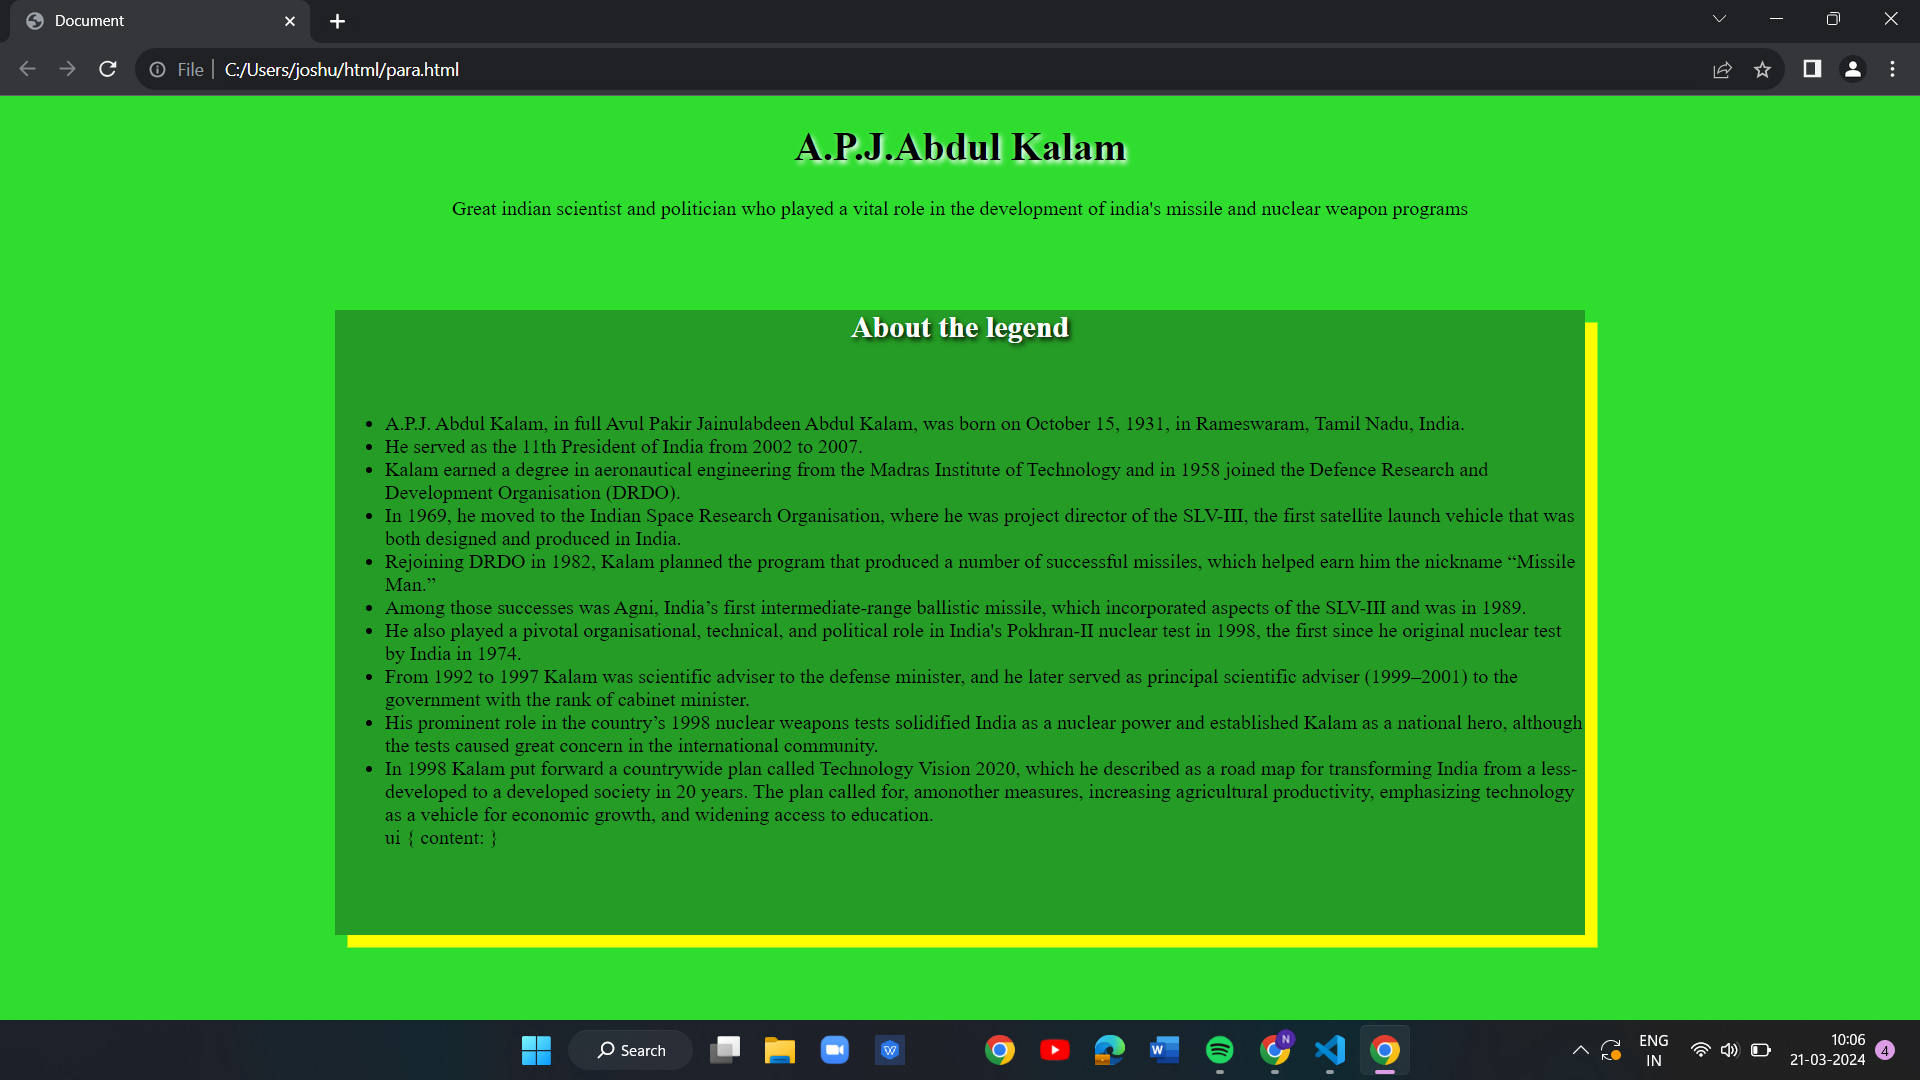 Document
File
C:/Users/joshu/html/para.html
A.P.J.Abdul Kalam
Great indian scientist and politician who played a vital role in the development of india's missile and nuclear weapon programs
About the legend
• A.P.J. Abdul Kalam, in full Avul Pakir Jainulabdeen Abdul Kalam, was born on October 15, 1931, in Rameswaram, Tamil Nadu, India.
• He served as the 11th President of India from 2002 to 2007.
• Kalam earned a degree in aeronautical engineering from the Madras Institute of Technology and in 1958 joined the Defence Research and
Development Organisation (DRDO).
• In 1969, he moved to the Indian Space Research Organisation, where he was project director of the SLV-III, the first satellite launch vehicle that was
both designed and produced in India.
• Rejoining DRDO in 1982, Kalam planned the program that produced a number of successful missiles, which helped earn him the nickname “Missile
Man.”
• Among those successes was Agni, India’s first intermediate-range ballistic missile, which incorporated aspects of the SLV-III and was in 1989.
• He also played a pivotal organisational, technical, and political role in India's Pokhran-II nuclear test in 1998, the first since he original nuclear test
by India in 1974.
• From 1992 to 1997 Kalam was scientific adviser to the defense minister, and he later served as principal scientific adviser (1999–2001) to the
government with the rank of cabinet minister.
• His prominent role in the country’s 1998 nuclear weapons tests solidified India as a nuclear power and established Kalam as a national hero, although
the tests caused great concern in the international community.
• In 1998 Kalam put forward a countrywide plan called Technology Vision 2020, which he described as a road map for transforming India from a less-
developed to a developed society in 20 years. The plan called for, amonother measures, increasing agricultural productivity, emphasizing technology
as a vehicle for economic growth, and widening access to education.
ui { content: }
Search
W
W
N
ENG
IN
10:06
21-03-2024
4